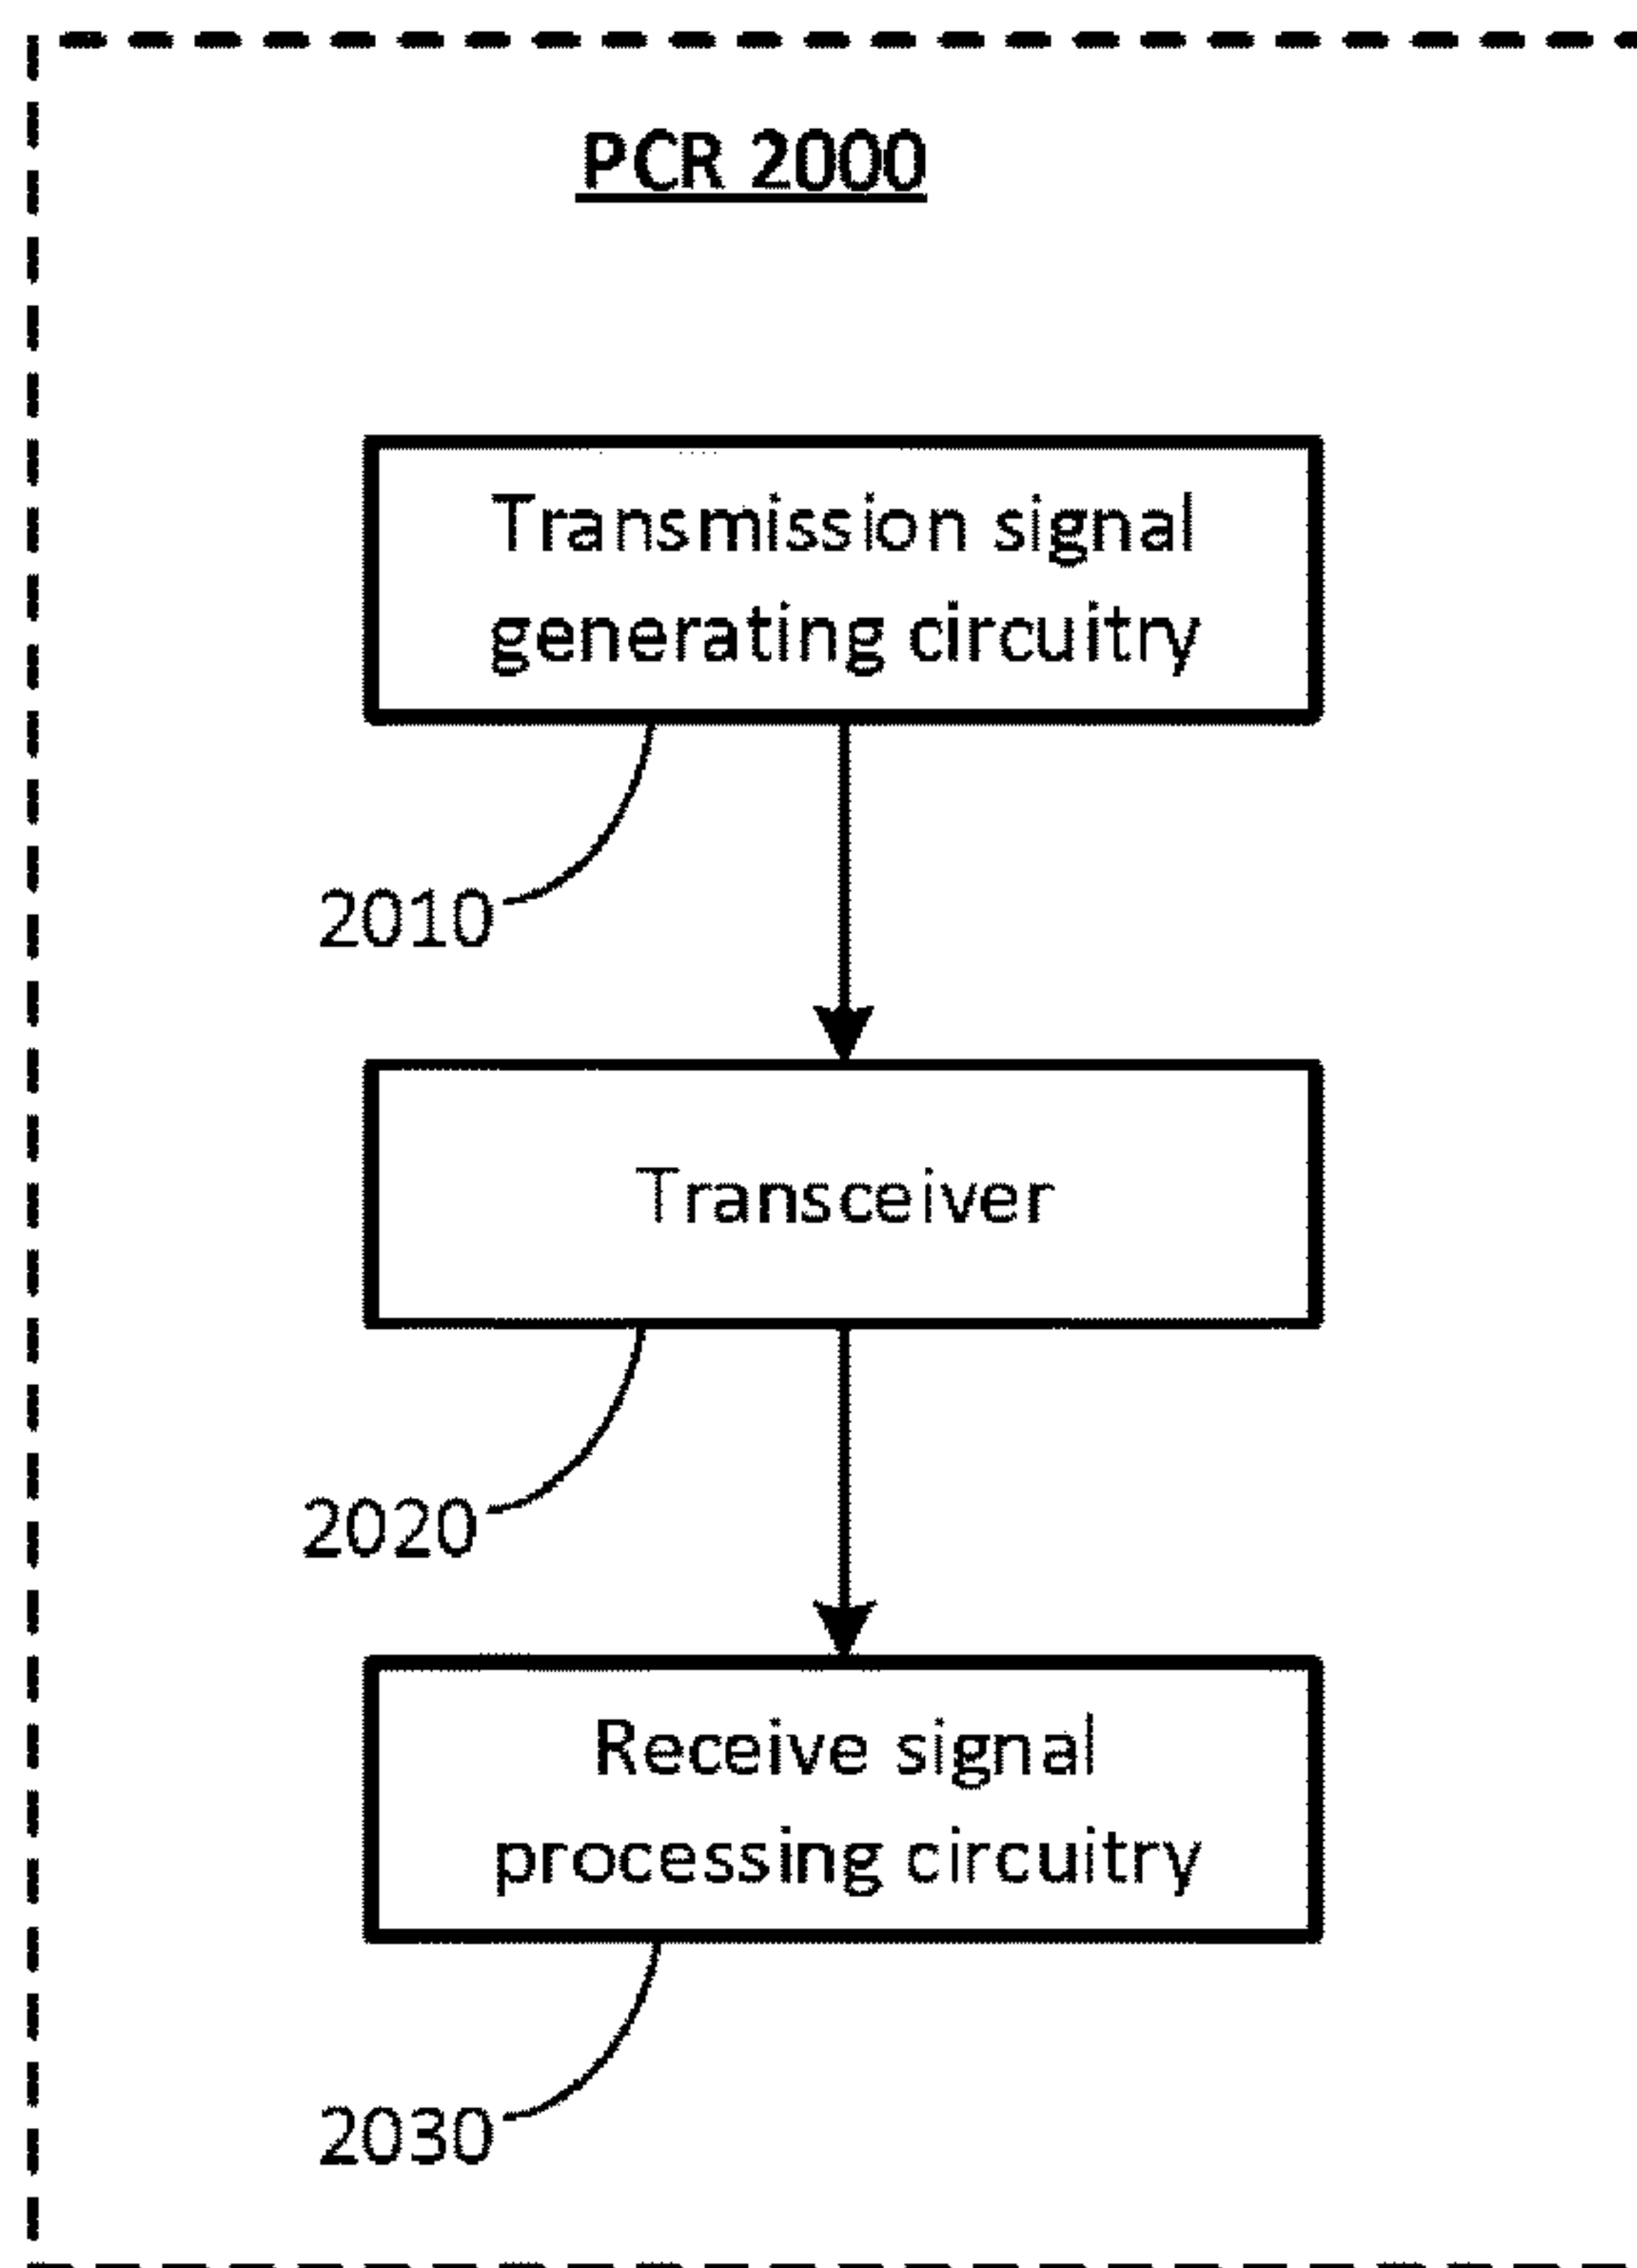 PCR 2000
Transmission signal
generating circuitry
2010
Transceiver
2020
Receive signal
processing circuitry
2030